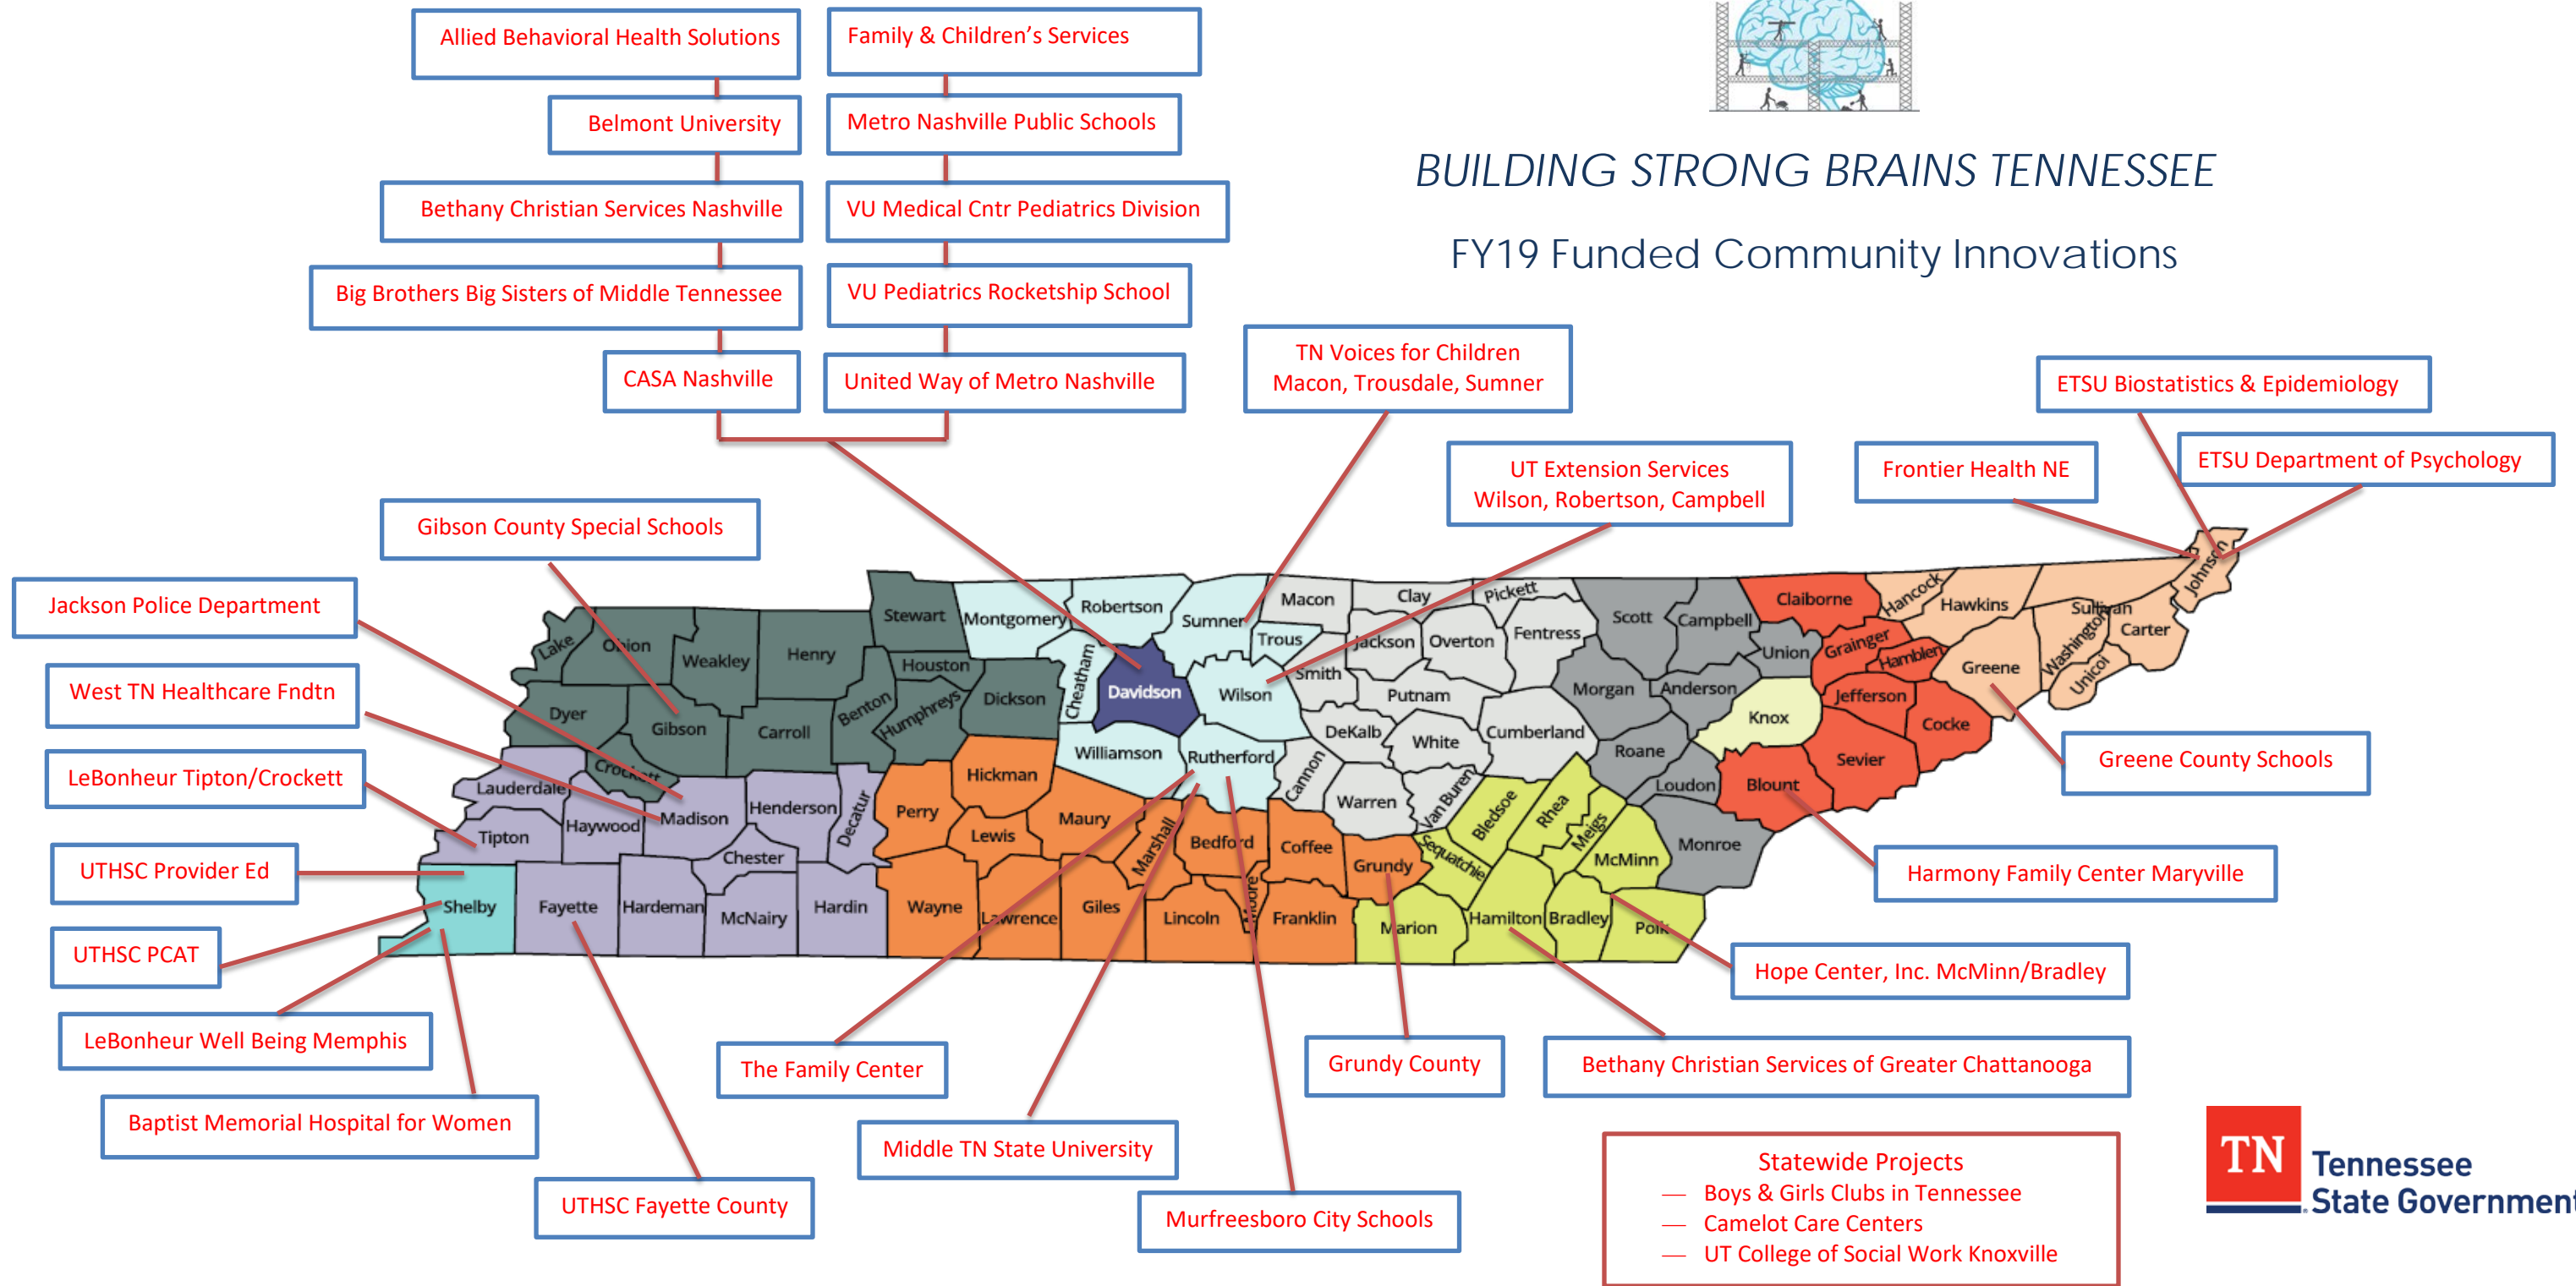 Allied Behavioral Health Solutions
Belmont University
Bethany Christian Services Nashville
Big Brothers Big Sisters of Middle Tennessee
CASA Nashville
Family & Children’s Services
Metro Nashville Public Schools
VU Medical Cntr Pediatrics Division
VU Pediatrics Rocketship School
United Way of Metro Nashville
BUILDING STRONG BRAINS TENNESSEE
FY19 Funded Community Innovations
TN Voices for Children
Macon, Trousdale, Sumner
UT Extension Services
Wilson, Robertson, Campbell
ETSU Biostatistics & Epidemiology
Frontier Health NE
ETSU Department of Psychology
Gibson County Special Schools
Jackson Police Department
West TN Healthcare Fndtn
LeBonheur Tipton/Crockett
UTHSC Provider Ed
UTHSC PCAT
LeBonheur Well Being Memphis
Baptist Memorial Hospital for Women
UTHSC Fayette County
Lake
Obion
Weakley
Henry
Stewart
Houston
Montgomery
Robertson
Sumner
Trous
Macon
Clay
Pickett
Scott
Campbell
Claiborne
Hancock
Hawkins
Sullivan
Johnson
Carter
Washington
Unicoi
Greene
Hamblen
Grainger
Union
Jefferson
Cocke
Sevier
Blount
Knox
Anderson
Morgan
Roane
Loudon
Monroe
Fentress
Overton
Jackson
Smith
Putnam
Cumberland
White
DeKalb
Cannon
Warren
Van Buren
Wilson
Davidson
Cheatham
Dickson
Humphreys
Benton
Carroll
Gibson
Dyer
Crockett
Lauderdale
Tipton
Haywood
Madison
Henderson
Decatur
Chester
Shelby
Fayette
Hardeman
McNairy
Hardin
Perry
Hickman
Lewis
Maury
Williamson
Rutherford
Marshall
Bedford
Coffee
Grundy
Wayne
Lawrence
Giles
Lincoln
Moore
Franklin
Sequatchie
Bledsoe
Rhea
Meigs
McMinn
Marion
Hamilton
Bradley
Polk
Greene County Schools
Harmony Family Center Maryville
Hope Center, Inc. McMinn/Bradley
Bethany Christian Services of Greater Chattanooga
Grundy County
The Family Center
Middle TN State University
Murfreesboro City Schools
Statewide Projects
— Boys & Girls Clubs in Tennessee
— Camelot Care Centers
— UT College of Social Work Knoxville
TN
Tennessee
State Government